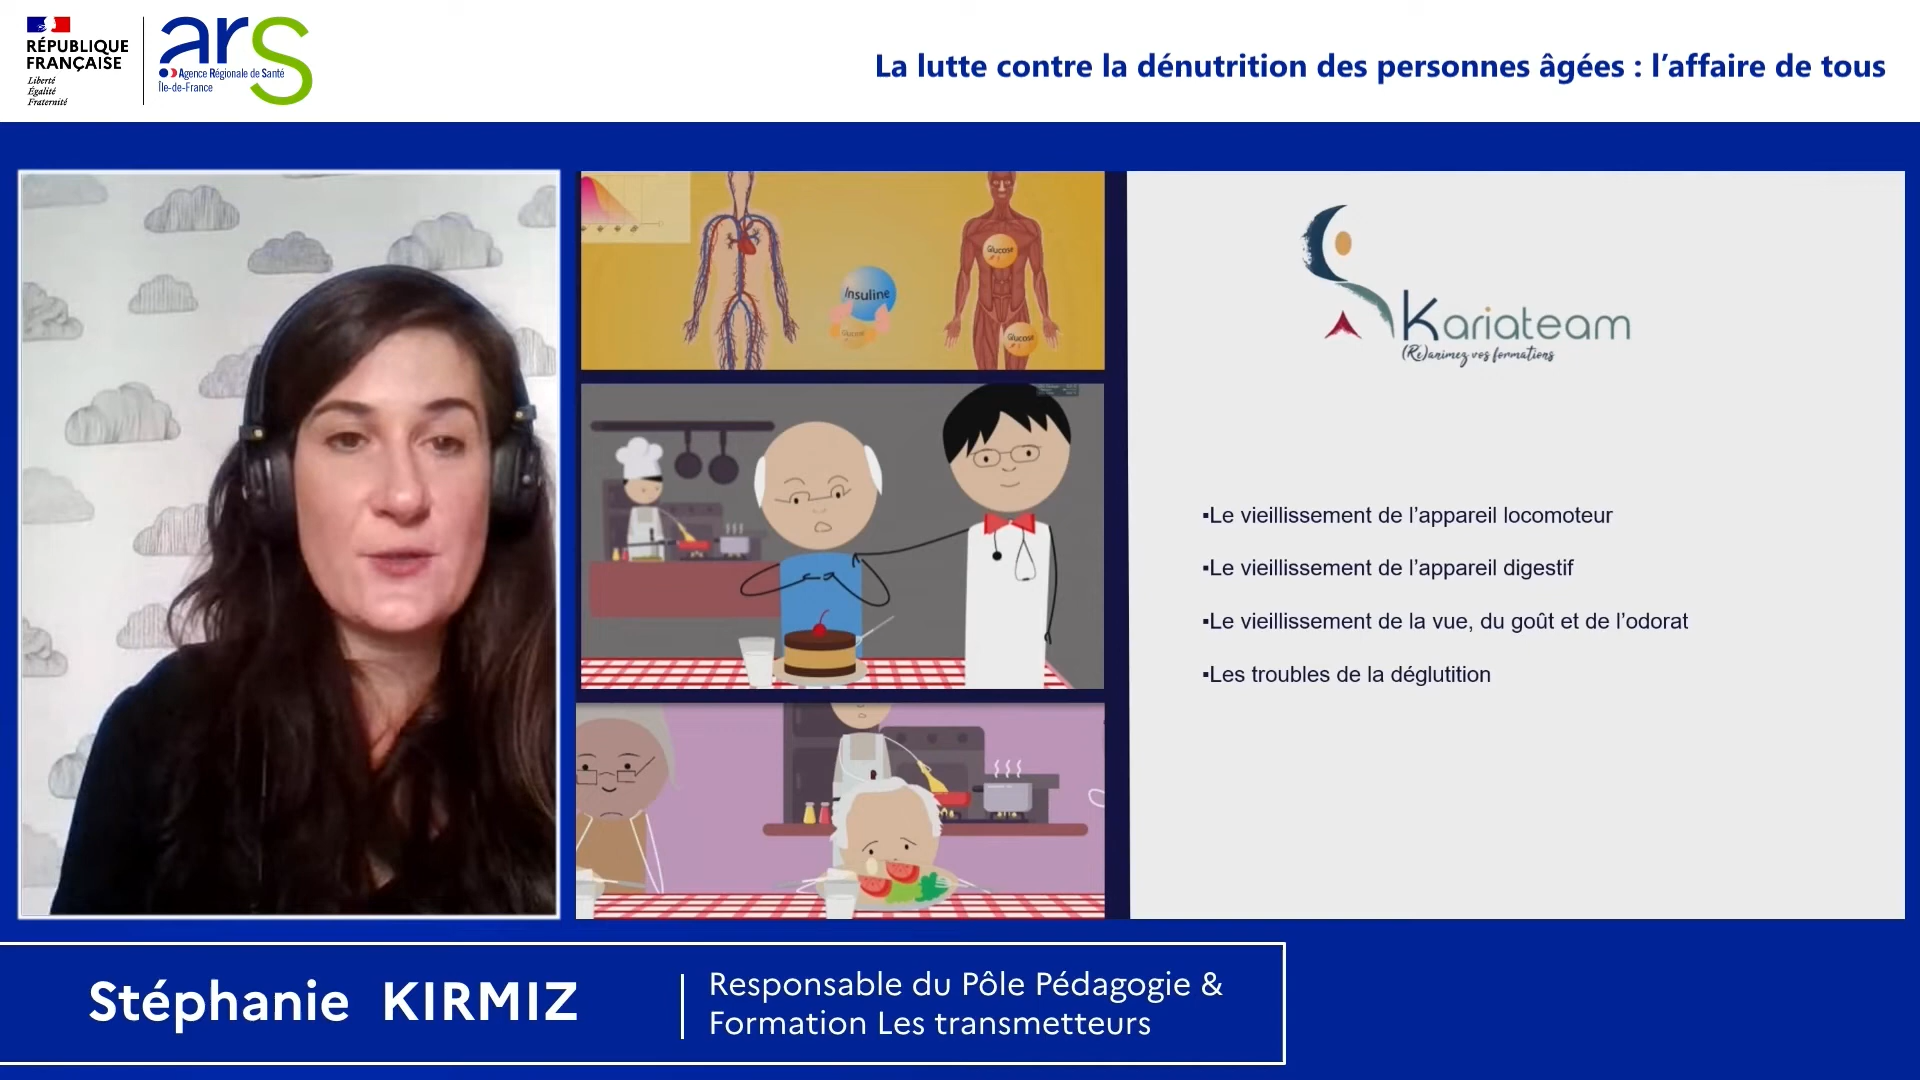 RÉPUBLIQUE
FRANÇAISE
Liberté
Égalité
Fraternité
ars
Agence Régionale de Santé
Île-de-France
La lutte contre la dénutrition des personnes âgées : l’affaire de tous
Insuline
Glucose
Glucose
Glucose
Kariateam
(Re)animez vos formations
▪Le vieillissement de l’appareil locomoteur
▪Le vieillissement de l’appareil digestif
▪Le vieillissement de la vue, du goût et de l’odorat
▪Les troubles de la déglutition
Stéphanie KIRMIZ
Responsable du Pôle Pédagogie &
Formation Les transmetteurs